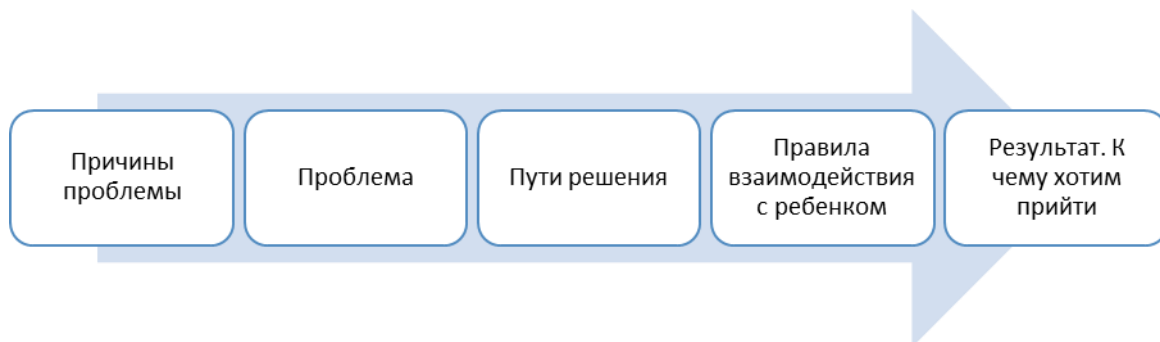 Причины
проблемы
Проблема
Пути решения
Правила
взаимодействия
с ребенком
Результат. К
чему хотим
прийти